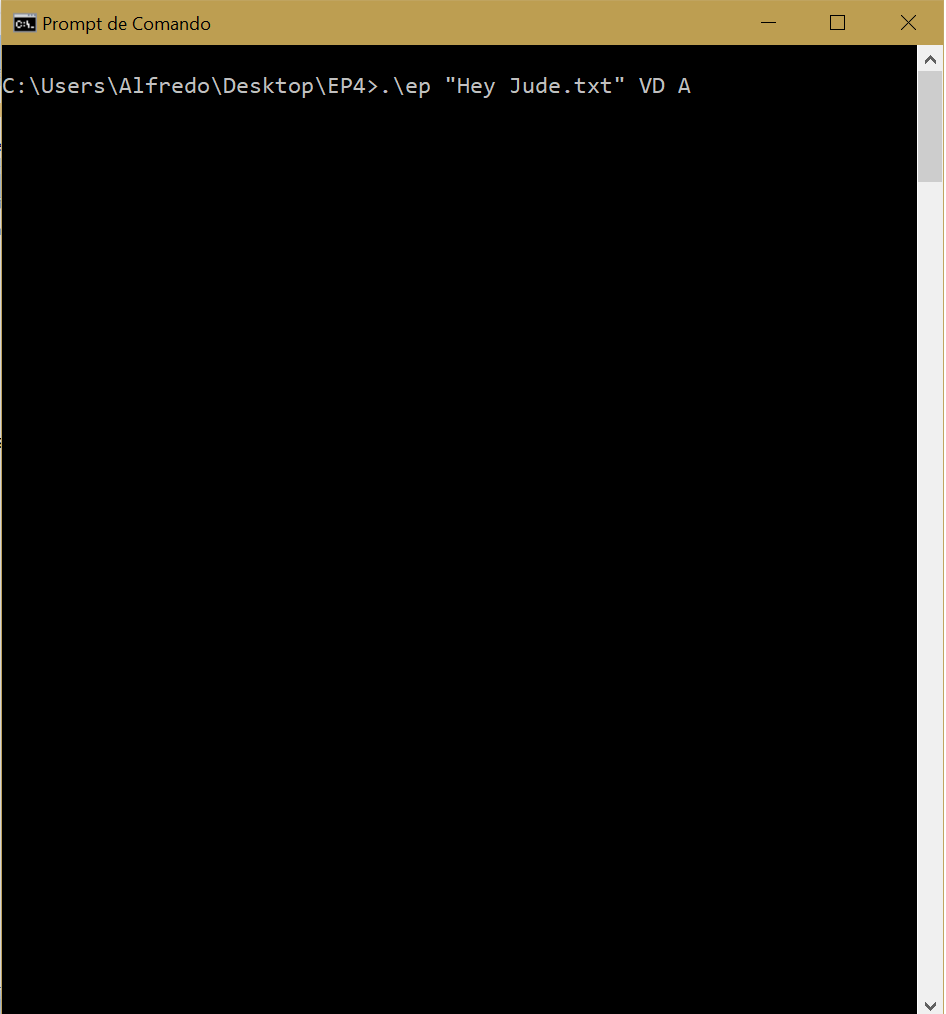 Prompt de Comando
C:\Users\Alfredo\Desktop\EP4>.\ep "Hey Jude.txt" VD A